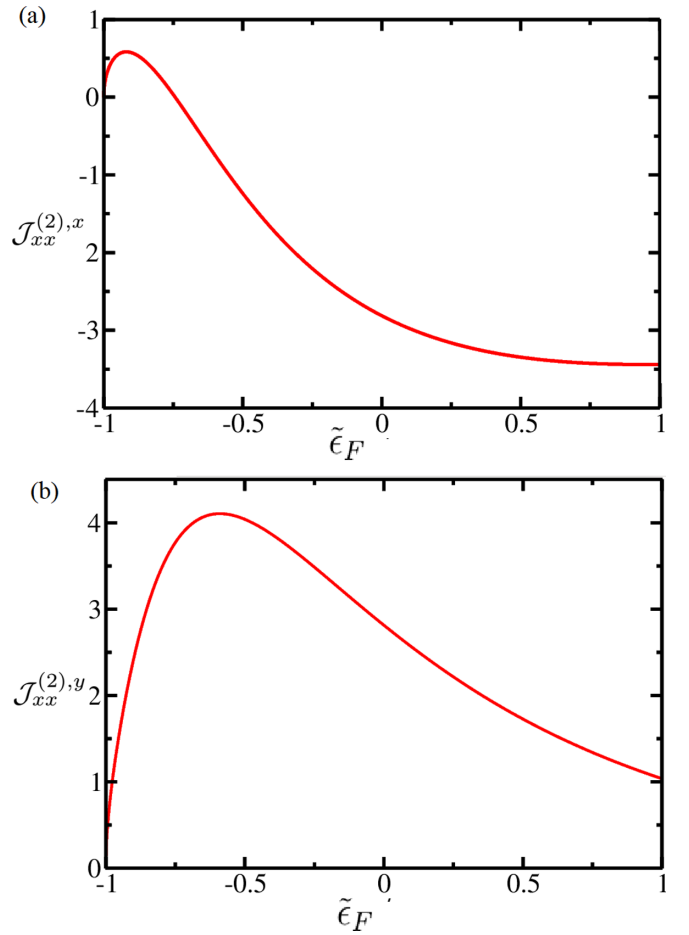 (a)
1
0
-1
𝒥_{xx}^{(2),x}
2
-3
-4
-1 -0.5 0 0.5 1
ϵ̃_F
(b)
4
3
𝒥_{xx}^{(2),y} 2
1
0
-1 -0.5 0 0.5 1
ϵ̃_F